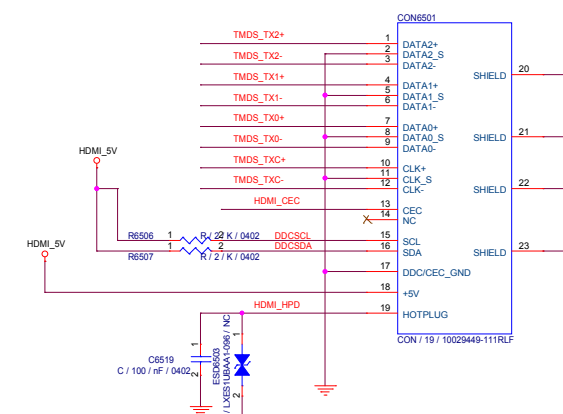 CON6501
TMDS_TX2+
1
DATA2+
2
DATA2_S
TMDS_TX2-
3
DATA2-
20
SHIELD
TMDS_TX1+
4
DATA1+
5
DATA1_S
TMDS_TX1-
6
DATA1-
TMDS_TX0+
7
DATA0+
8
DATA0_S
21
SHIELD
TMDS_TX0-
9
DATA0-
HDMI_5V
TMDS_TXC+
10
CLK+
11
CLK_S
TMDS_TXC-
12
CLK-
22
SHIELD
HDMI_CEC
13
CEC
14
NC
R6506
1
2
R / 2 / K / 0402
DDCSCL
15
SCL
R6507
1
2
R / 2 / K / 0402
DDCSDA
16
SDA
23
SHIELD
HDMI_5V
17
DDC/CEC_GND
18
+5V
HDMI_HPD
19
HOTPLUG
CON / 19 / 10029449-111RLF
C6519
C / 100 / nF / 0402
1
2
ESD6503
/ LXES1UBAA1-096 / NC
1
2